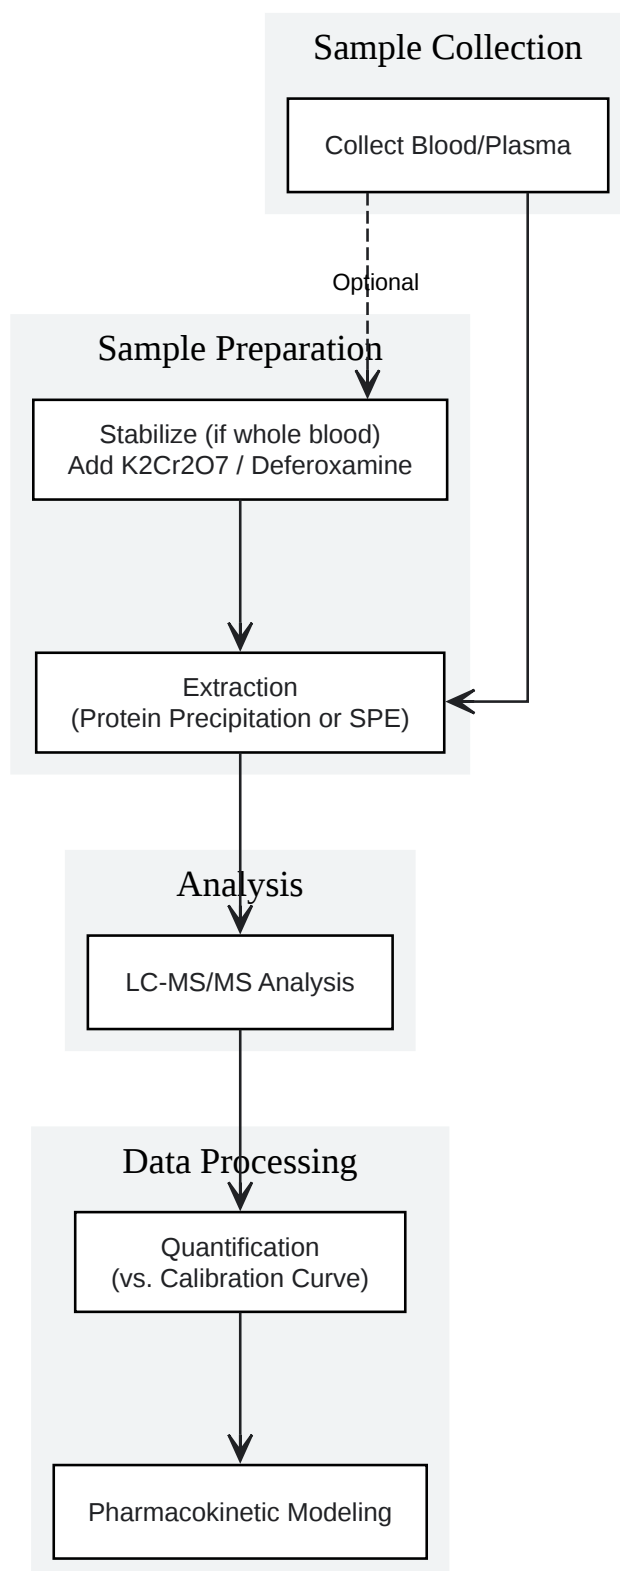 Sample Collection
Collect Blood/Plasma
Optional
Sample Preparation
Stabilize (if whole blood)
Add K2Cr2O7 / Deferoxamine
Extraction
(Protein Precipitation or SPE)
Analysis
LC-MS/MS Analysis
Data Processing
Quantification
(vs. Calibration Curve)
Pharmacokinetic Modeling